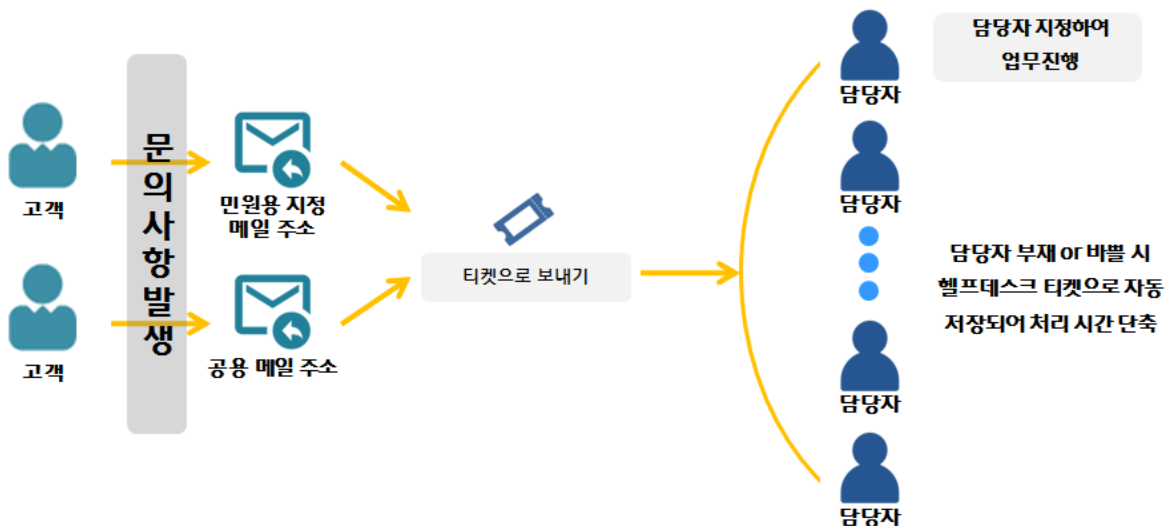 고객
고객
문의사항발생
민원용 지정
메일 주소
공용 메일 주소
티켓으로 보내기
담당자
담당자
담당자
담당자
담당자 지정하여
업무진행
담당자 부재 or 바쁠 시
헬프데스크 티켓으로 자동
저장되어 처리 시간 단축